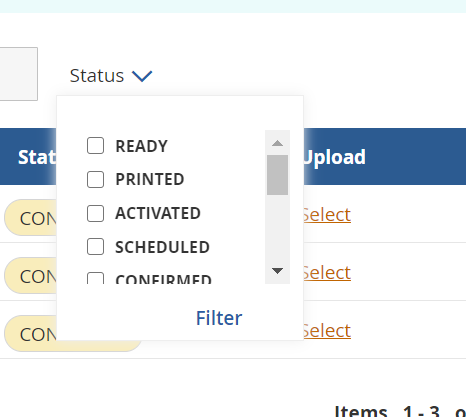 Status
READY
PRINTED
ACTIVATED
SCHEDULED
CONFIRMED
Filter
Stat Upload
CON Select
CON Select
CON Select
Items 1 - 3 o